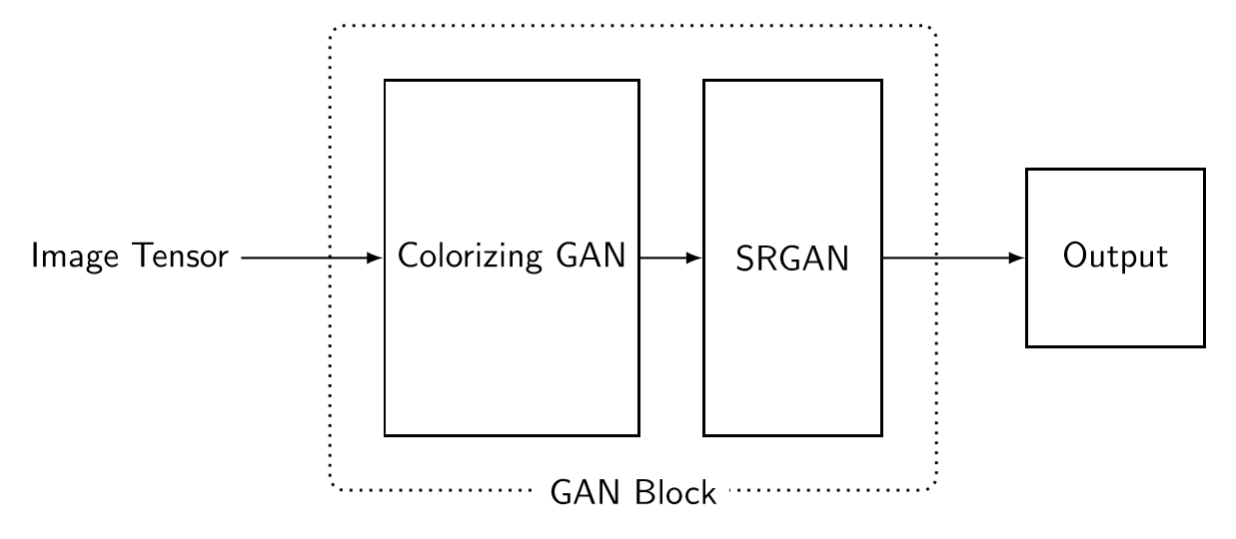 Image Tensor
Colorizing GAN
SRGAN
Output
GAN Block